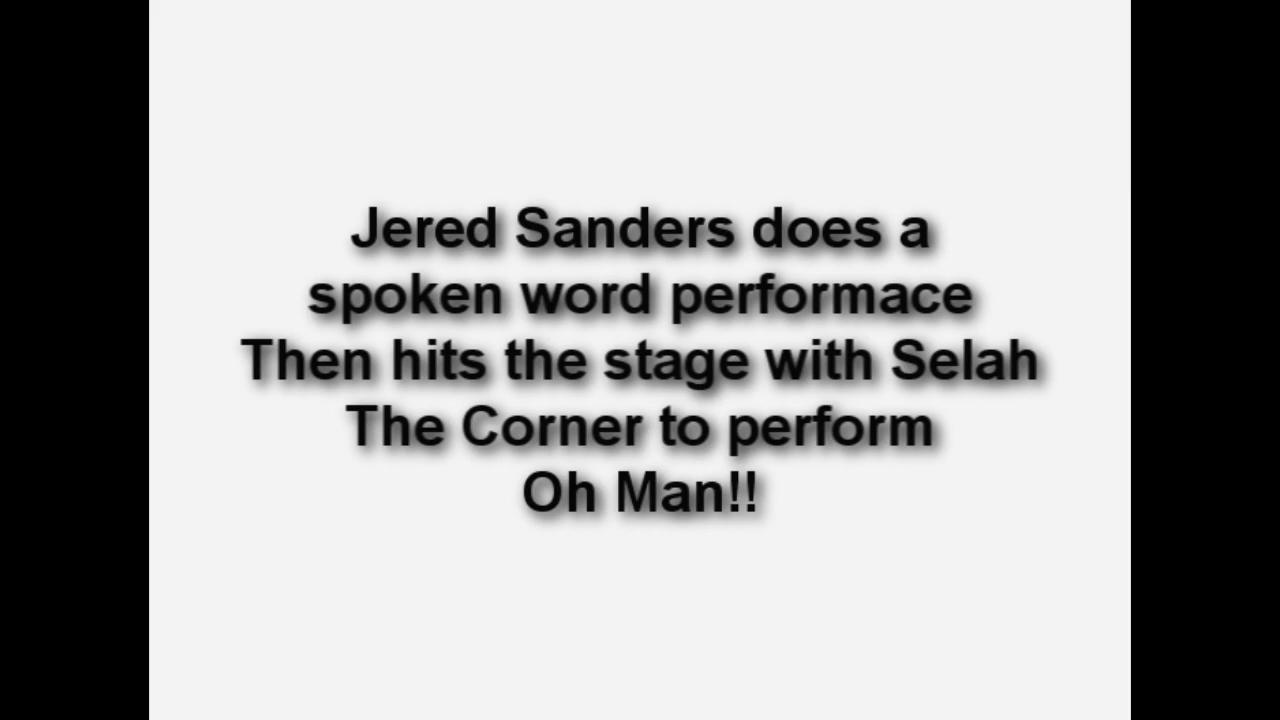 Jered Sanders does a
spoken word performace
Then hits the stage with Selah
The Corner to perform
Oh Man!!